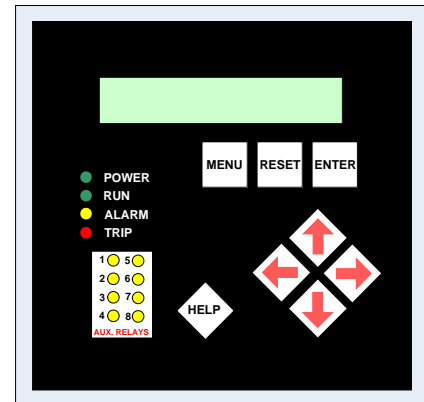 MENU RESET ENTER
POWER
RUN
ALARM
TRIP
1 5
2 6
3 7
4 8
AUX. RELAYS
HELP